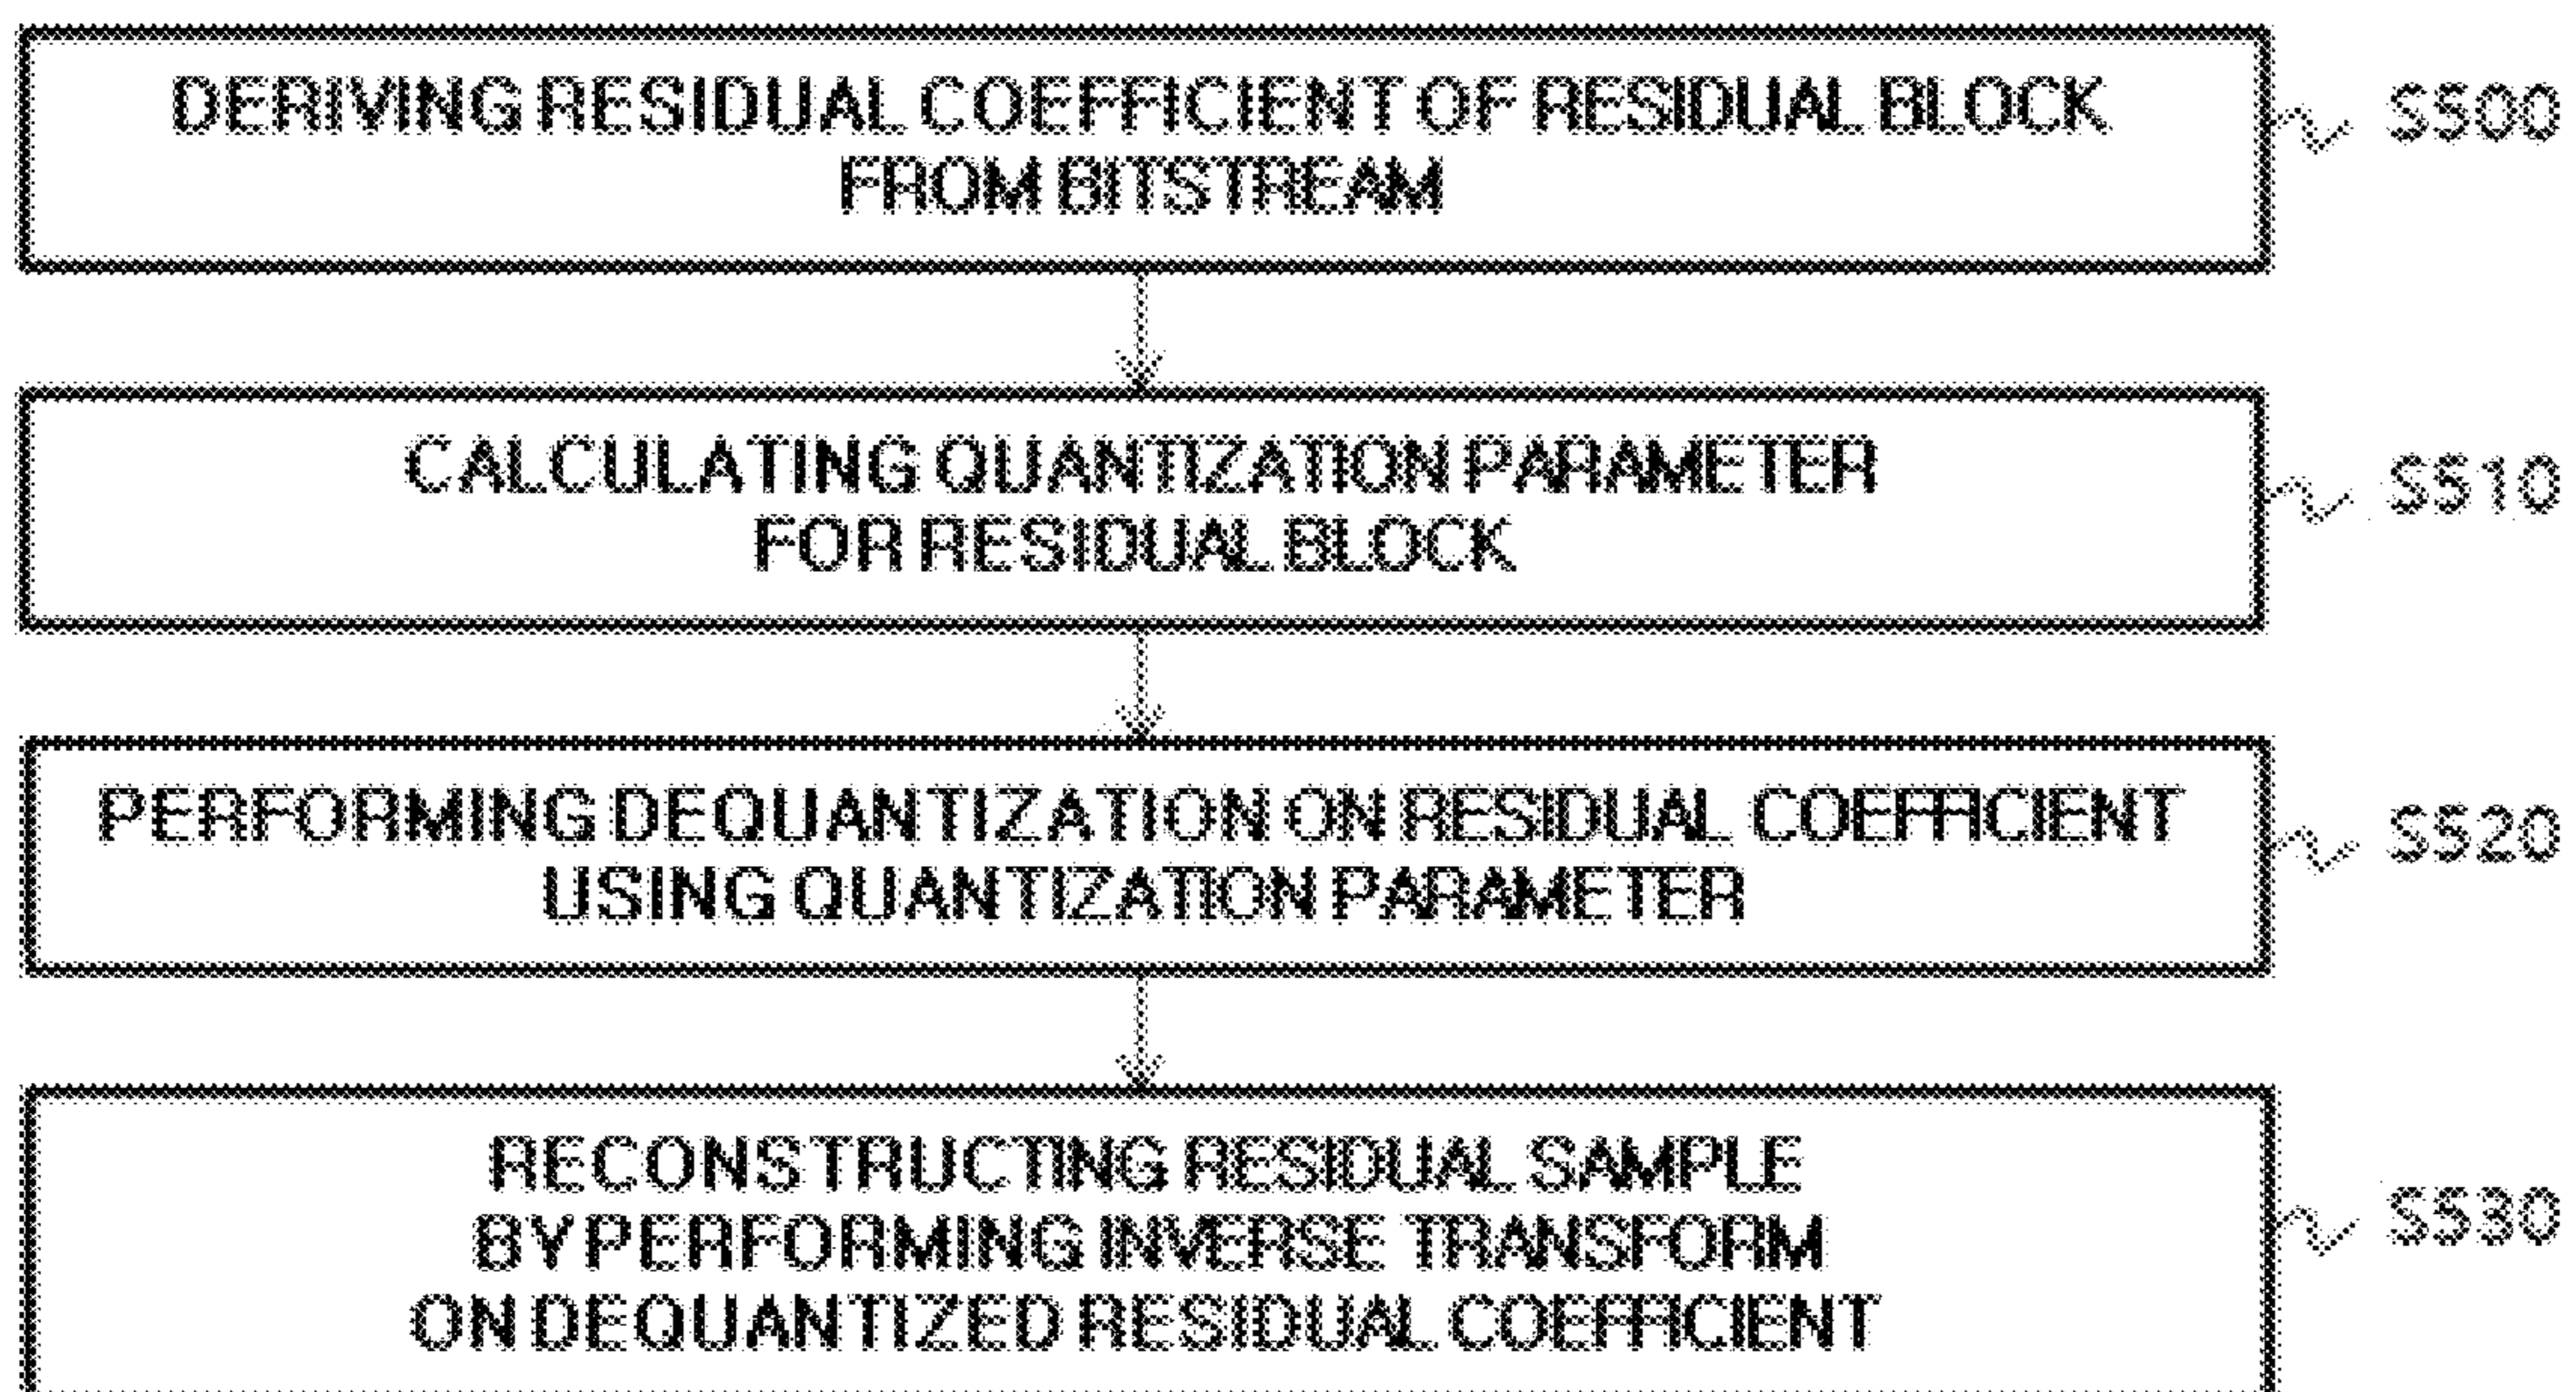 DERIVING RESIDUAL COEFFICIENT OF RESIDUAL BLOCK
FROM BITSTREAM
S500
CALCULATING QUANTIZATION PARAMETER
FOR RESIDUAL BLOCK
S510
PERFORMING DEQUANTIZATION ON RESIDUAL COEFFICIENT
USING QUANTIZATION PARAMETER
S520
RECONSTRUCTING RESIDUAL SAMPLE
BY PERFORMING INVERSE TRANSFORM
ON DEQUANTIZED RESIDUAL COEFFICIENT
S530